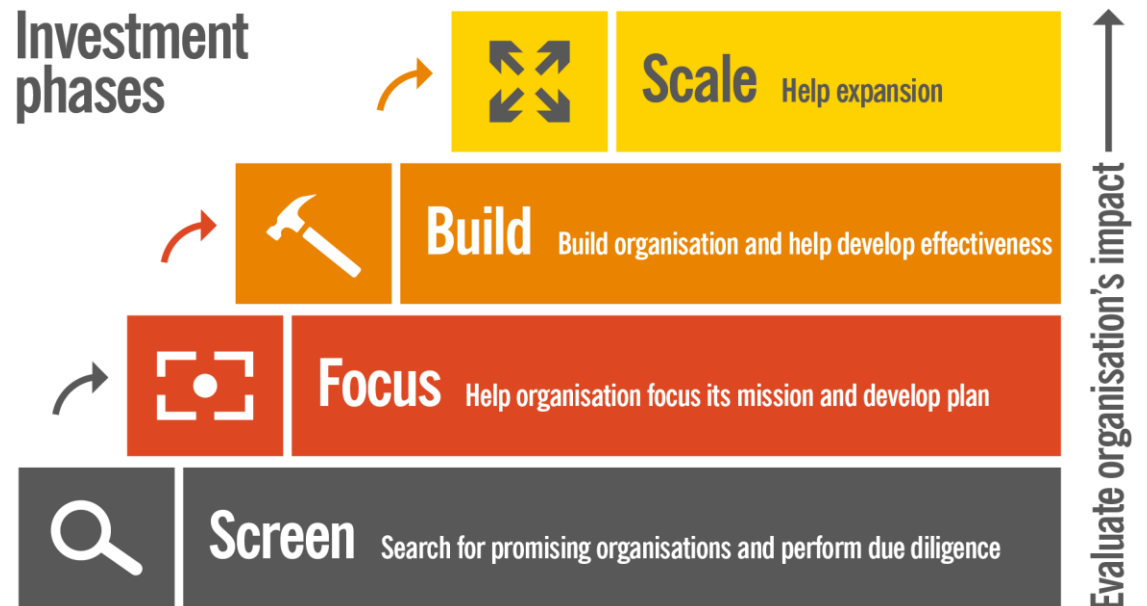 Investment
phases
Scale Help expansion
Build Build organisation and help develop effectiveness
Focus Help organisation focus its mission and develop plan
Screen Search for promising organisations and perform due diligence
Evaluate organisation's impact